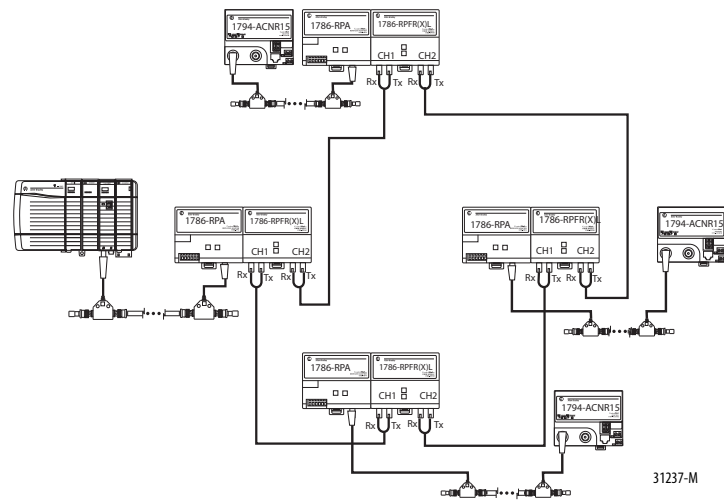 1794-ACNR15
1786-RPA
1786-RPFR(X)L
CH1
CH2
Rx
Tx
Rx
Tx
1786-RPA
1786-RPFR(X)L
CH1
CH2
Rx
Tx
Rx
Tx
1786-RPA
1786-RPFR(X)L
CH1
CH2
Rx
Tx
Rx
Tx
1794-ACNR15
1786-RPA
1786-RPFR(X)L
CH1
CH2
Rx
Tx
Rx
Tx
1794-ACNR15
31237-M